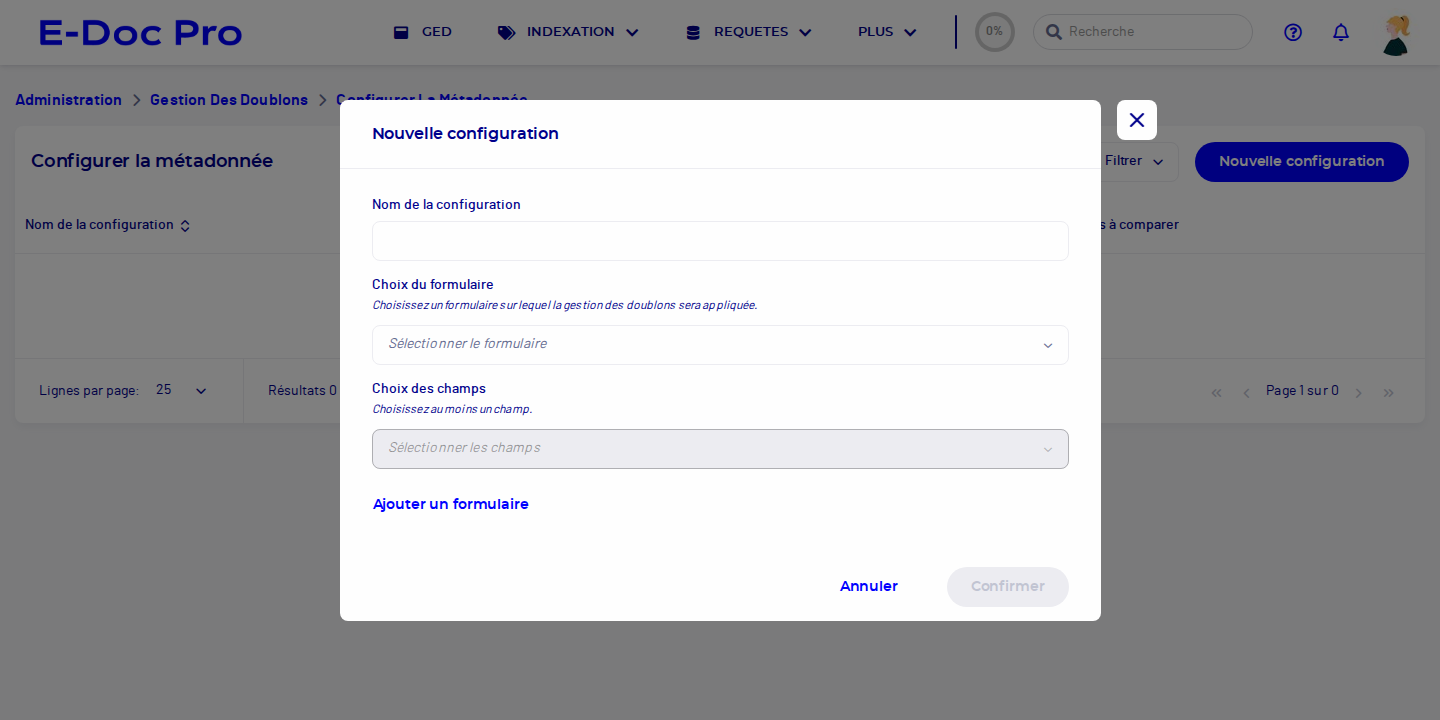 E-Doc Pro
GED
INDEXATION
REQUETES
PLUS
0%
Recherche
Administration
Gestion Des Doublons
Configurer La Métadonnée
Configurer la métadonnée
Filtrer
Nouvelle configuration
Nom de la configuration
s à comparer
Lignes par page:
25
Résultats 0
Page 1 sur 0
Nouvelle configuration
Nom de la configuration
Choix du formulaire
Choisissez un formulaire sur lequel la gestion des doublons sera appliquée.
Sélectionner le formulaire
Choix des champs
Choisissez au moins un champ.
Sélectionner les champs
Ajouter un formulaire
Annuler
Confirmer